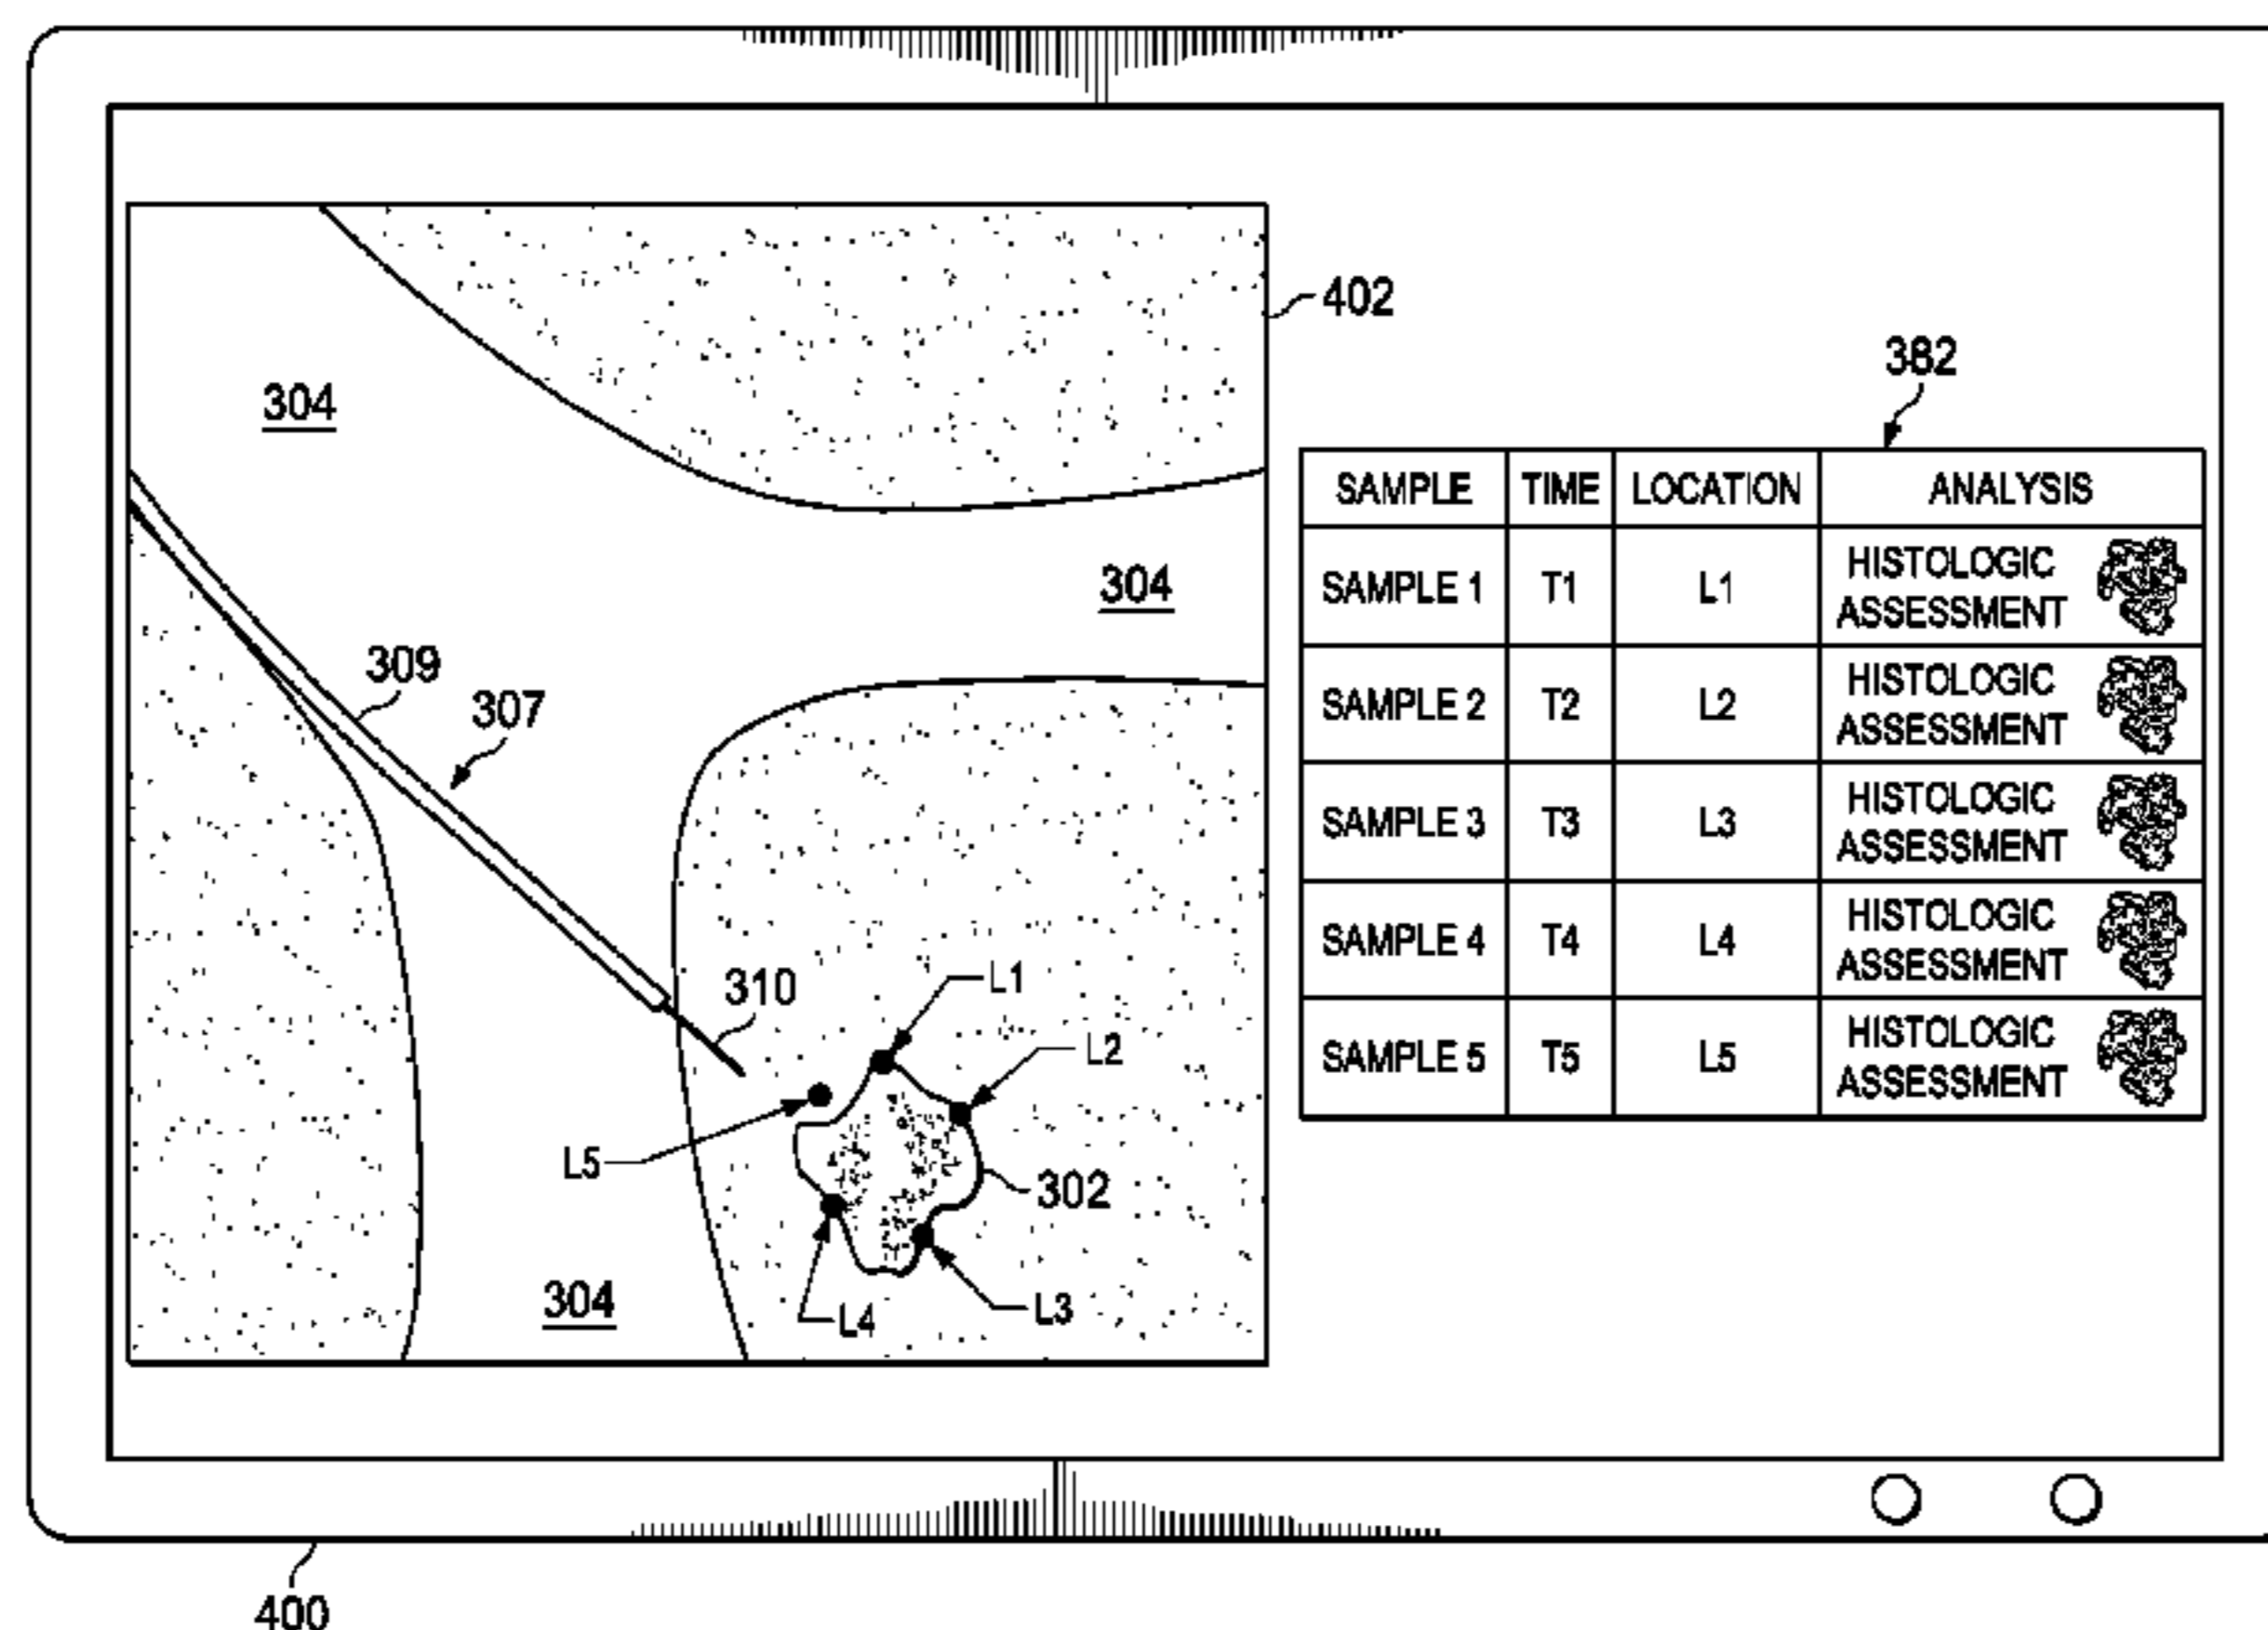 402
382
304
SAMPLE TIME LOCATION ANALYSIS
SAMPLE 1 T1 L1 HISTOLOGIC ASSESSMENT
SAMPLE 2 T2 L2 HISTOLOGIC ASSESSMENT
SAMPLE 3 T3 L3 HISTOLOGIC ASSESSMENT
SAMPLE 4 T4 L4 HISTOLOGIC ASSESSMENT
SAMPLE 5 T5 L5 HISTOLOGIC ASSESSMENT
304
309
307
310
L1
L2
L5
302
304
L4
L3
400